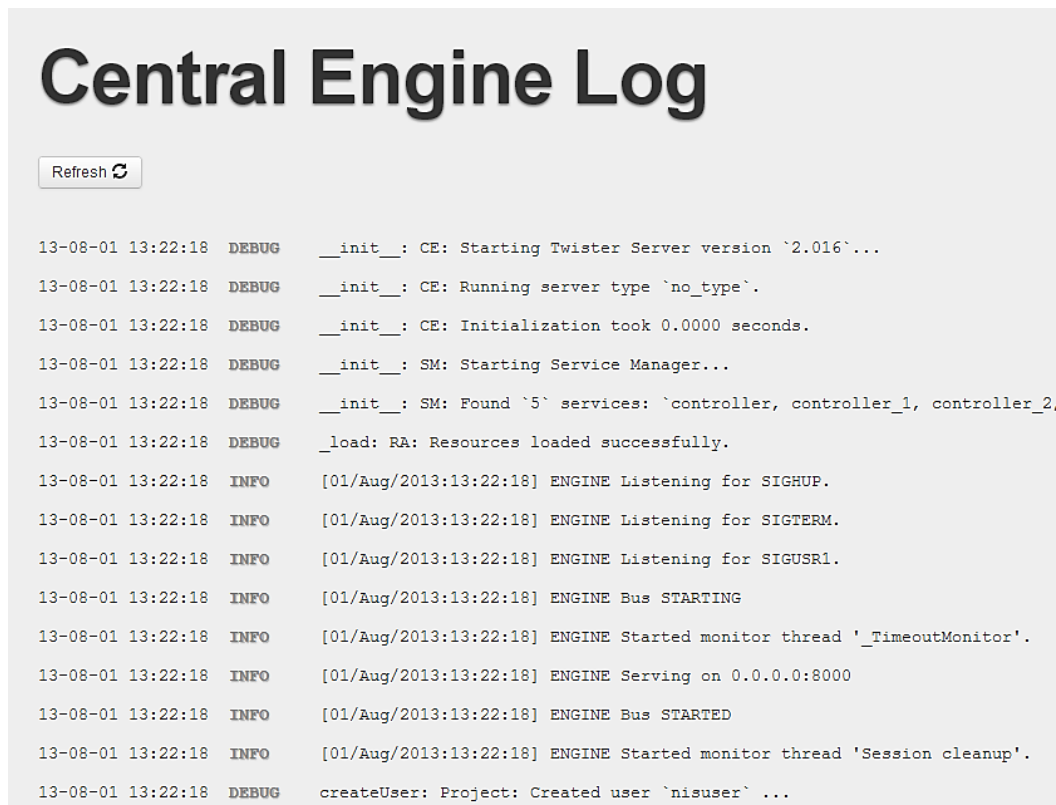 Central Engine Log
Refresh
13-08-01 13:22:18 DEBUG __init__: CE: Starting Twister Server version `2.016`...
13-08-01 13:22:18 DEBUG __init__: CE: Running server type `no_type`.
13-08-01 13:22:18 DEBUG __init__: CE: Initialization took 0.0000 seconds.
13-08-01 13:22:18 DEBUG __init__: SM: Starting Service Manager...
13-08-01 13:22:18 DEBUG __init__: SM: Found `5` services: `controller, controller_1, controller_2,
13-08-01 13:22:18 DEBUG _load: RA: Resources loaded successfully.
13-08-01 13:22:18 INFO [01/Aug/2013:13:22:18] ENGINE Listening for SIGHUP.
13-08-01 13:22:18 INFO [01/Aug/2013:13:22:18] ENGINE Listening for SIGTERM.
13-08-01 13:22:18 INFO [01/Aug/2013:13:22:18] ENGINE Listening for SIGUSR1.
13-08-01 13:22:18 INFO [01/Aug/2013:13:22:18] ENGINE Bus STARTING
13-08-01 13:22:18 INFO [01/Aug/2013:13:22:18] ENGINE Started monitor thread '_TimeoutMonitor'.
13-08-01 13:22:18 INFO [01/Aug/2013:13:22:18] ENGINE Serving on 0.0.0.0:8000
13-08-01 13:22:18 INFO [01/Aug/2013:13:22:18] ENGINE Bus STARTED
13-08-01 13:22:18 INFO [01/Aug/2013:13:22:18] ENGINE Started monitor thread 'Session cleanup'.
13-08-01 13:22:18 DEBUG createUser: Project: Created user `nisuser` ...